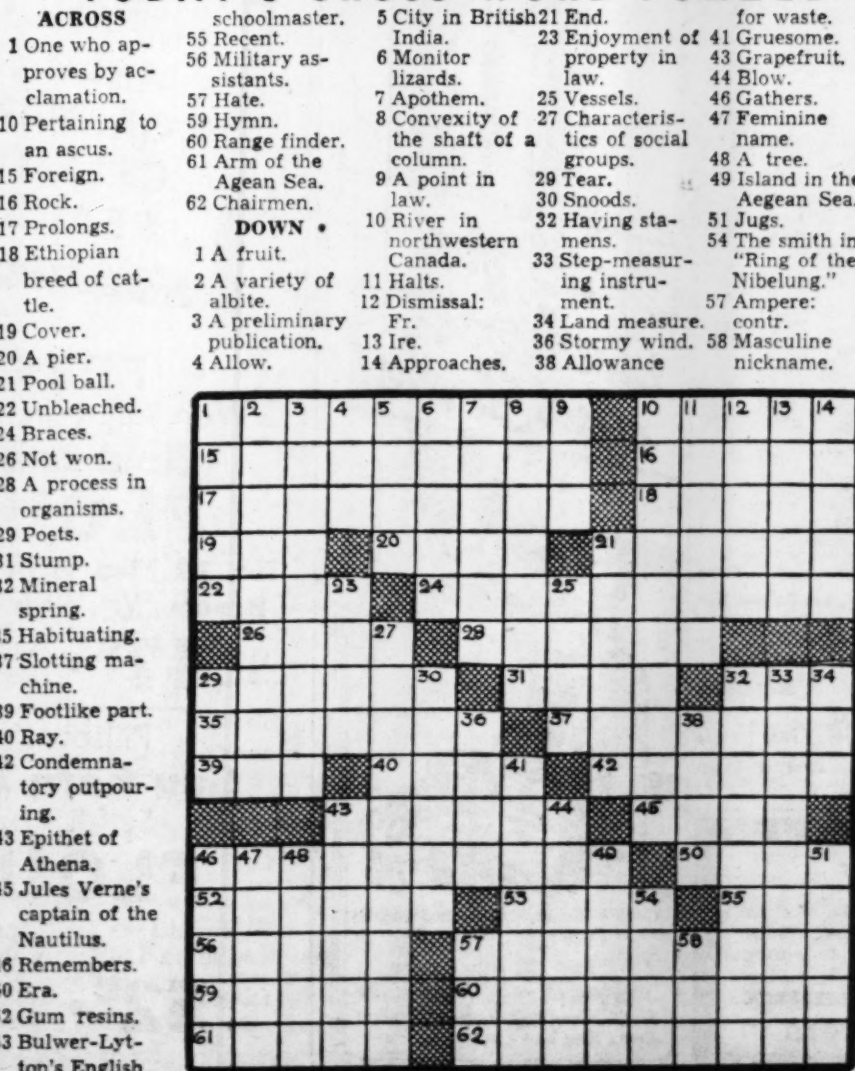 ACROSS
1 One who ap-
proves by ac-
clamation.
10 Pertaining to
an ascus.
15 Foreign.
16 Rock.
17 Prolongs.
18 Ethiopian
breed of cat-
tle.
19 Cover.
20 A pier.
21 Pool ball.
22 Unbleached.
24 Braces.
26 Not won.
28 A process in
organisms.
29 Poets.
31 Stump.
32 Mineral
spring.
35 Habituating.
37 Slotting ma-
chine.
39 Footlike part.
40 Ray.
42 Condemna-
tory outpour-
ing.
43 Epithet of
Athena.
45 Jules Verne's
captain of the
Nautilus.
46 Remembers.
50 Era.
52 Gum resins.
53 Bulwer-Lyt-
ton's English
schoolmaster.
55 Recent.
56 Military as-
sistants.
57 Hate.
59 Hymn.
60 Range finder.
61 Arm of the
Agean Sea.
62 Chairmen.
DOWN •
1 A fruit.
2 A variety of
albite.
3 A preliminary
publication.
4 Allow.
5 City in British
India.
6 Monitor
lizards.
7 Apothem.
8 Convexity of
the shaft of a
column.
9 A point in
law.
10 River in
northwestern
Canada.
11 Halts.
12 Dismissal:
Fr.
13 Ire.
14 Approaches.
21 End.
23 Enjoyment of
property in
law.
25 Vessels.
27 Characteris-
tics of social
groups.
29 Tear.
30 Snoods.
32 Having sta-
mens.
33 Step-measur-
ing instru-
ment.
34 Land measure.
36 Stormy wind.
38 Allowance
for waste.
41 Gruesome.
43 Grapefruit.
44 Blow.
46 Gathers.
47 Feminine
name.
48 A tree.
49 Island in the
Aegean Sea.
51 Jugs.
54 The smith in
"Ring of the
Nibelung."
57 Ampere:
contr.
58 Masculine
nickname.
1 2 3 4 5 6 7 8 9 10 11 12 13 14
15 16
17 18
19 20 21
22 23 24 25
26 27 28
29 30 31 32 33 34
35 36 37 38
39 40 41 42
43 44 45
46 47 48 49 50 51
52 53 54 55
56 57 58
59 60
61 62